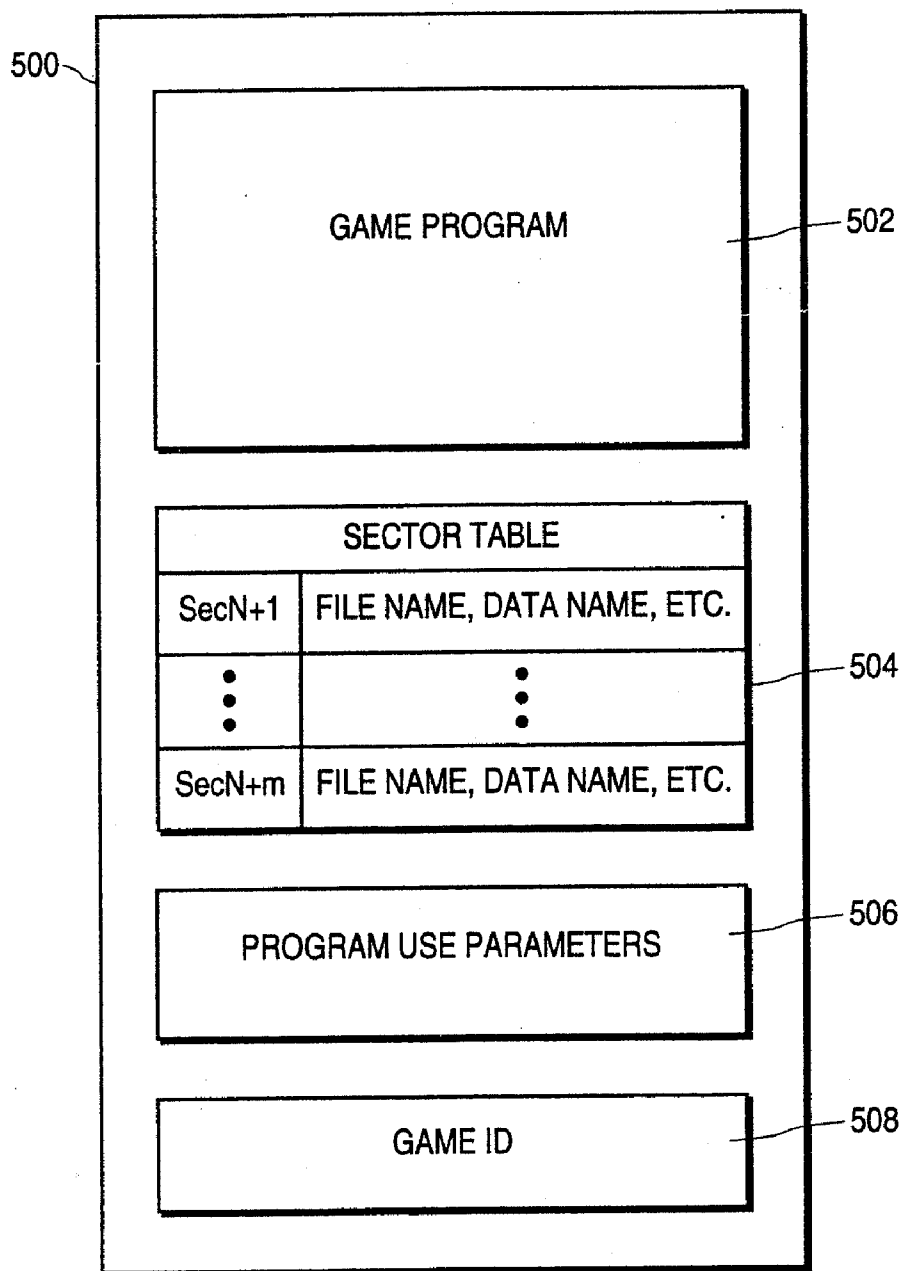 500
GAME PROGRAM
502
SECTOR TABLE
SecN+1 FILE NAME, DATA NAME, ETC.
504
SecN+m FILE NAME, DATA NAME, ETC.
506
PROGRAM USE PARAMETERS
508
GAME ID